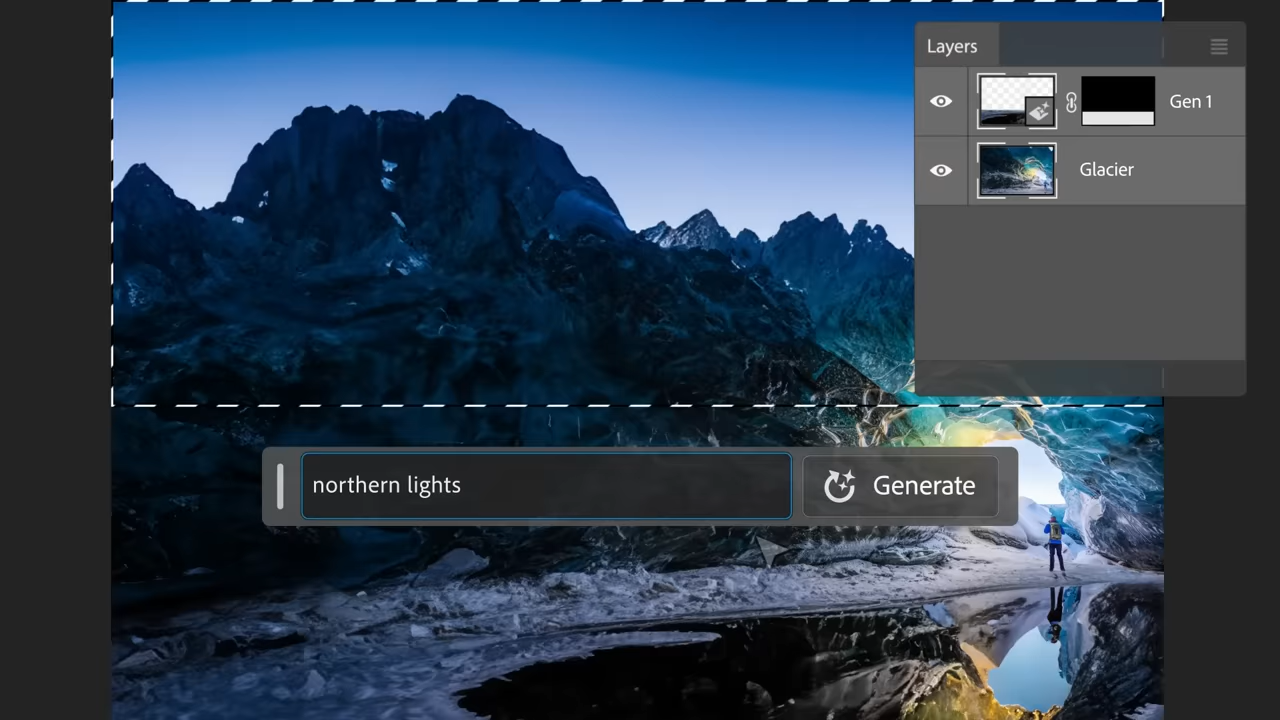 Layers
Gen 1
Glacier
northern lights
Generate